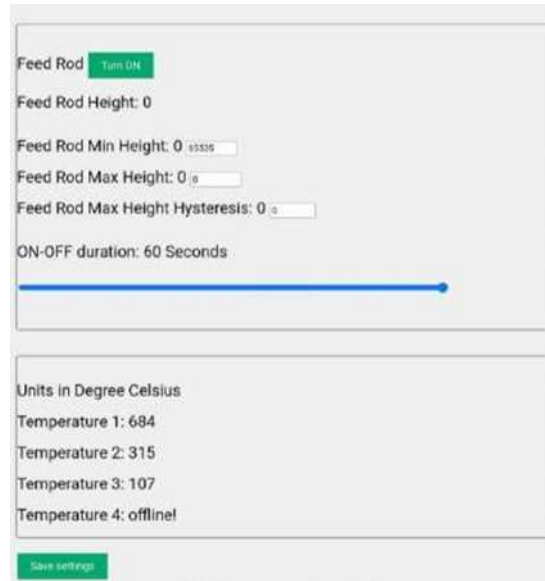 Feed Rod Turn ON
Feed Rod Height: 0
Feed Rod Min Height: 0 65535
Feed Rod Max Height: 0 0
Feed Rod Max Height Hysteresis: 0 0
ON-OFF duration: 60 Seconds
Units in Degree Celsius
Temperature 1: 684
Temperature 2: 315
Temperature 3: 107
Temperature 4: offline!
Save settings